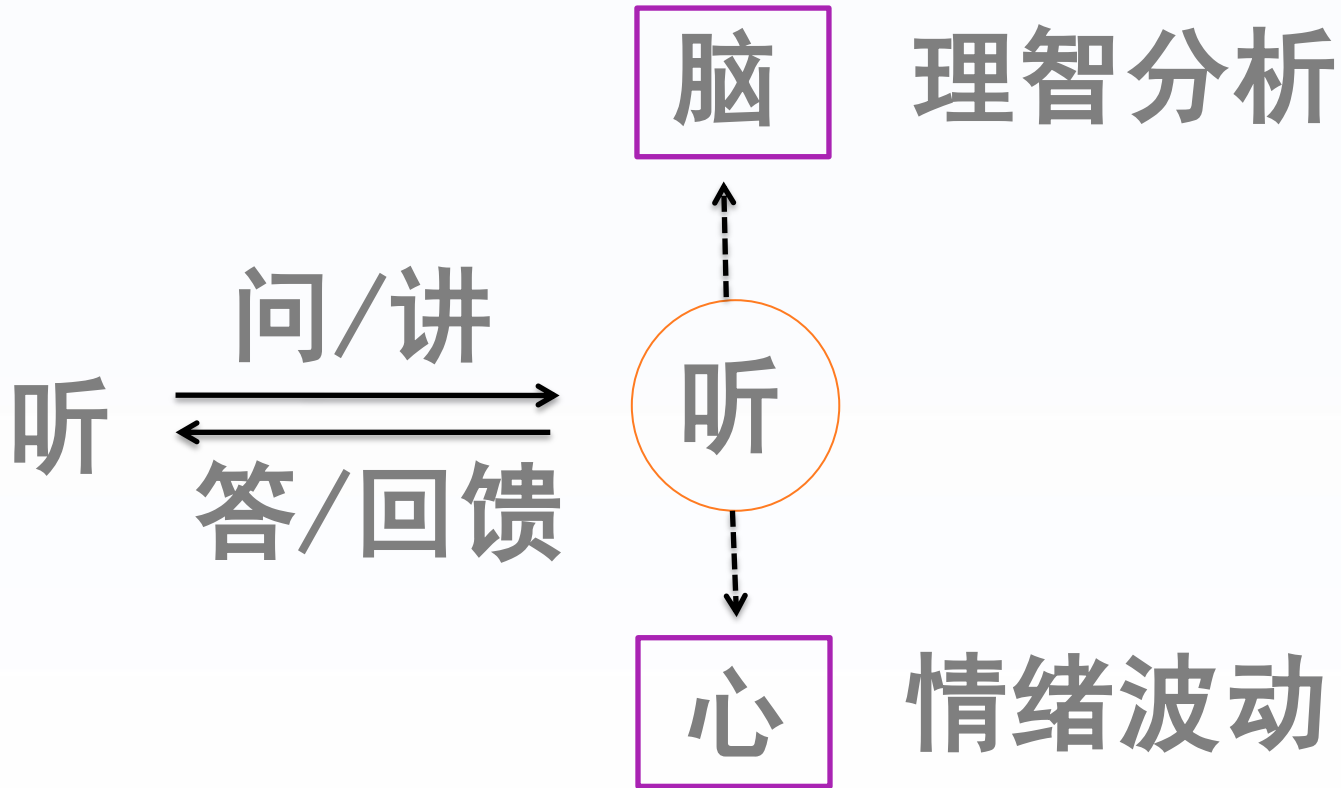 脑 理智分析
问/讲
听 听
答/回馈
心 情绪波动